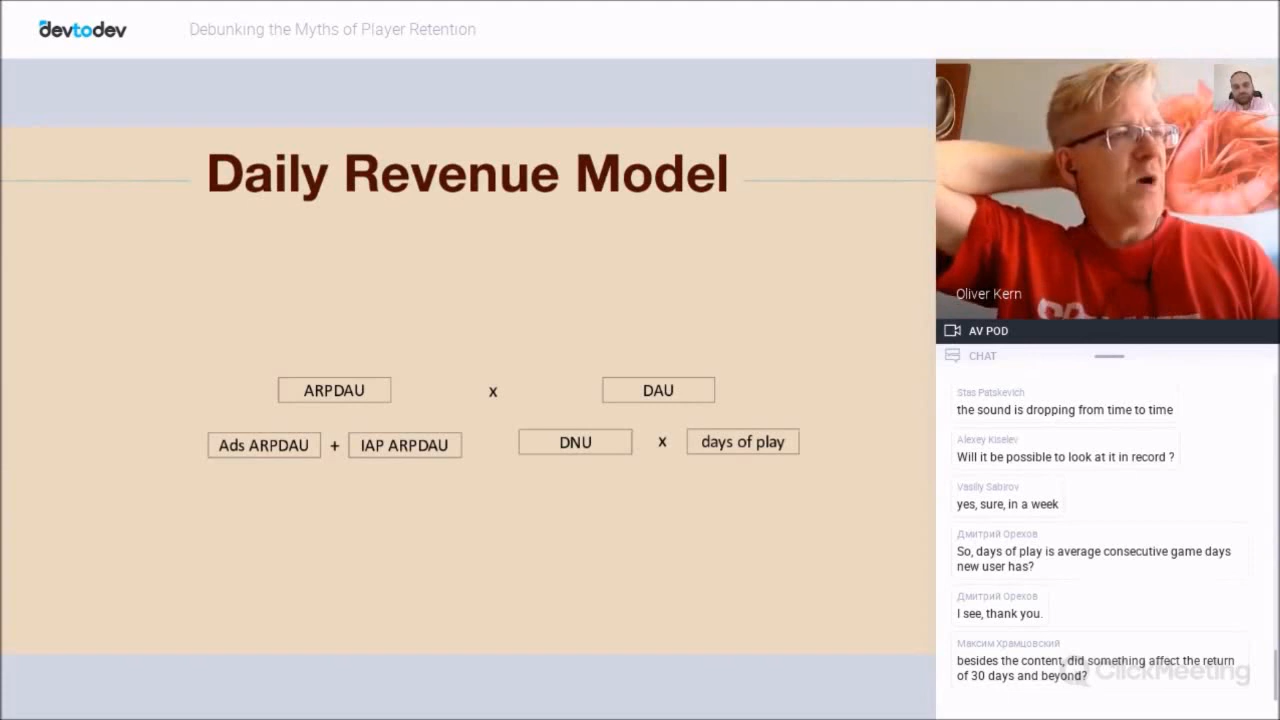 devtodev
Debunking the Myths of Player Retention
Daily Revenue Model
ARPDAU x DAU
Ads ARPDAU + IAP ARPDAU DNU x days of play
Oliver Kern
AV POD
CHAT
Stas Patskevich
the sound is dropping from time to time
Alexey Kiselev
Will it be possible to look at it in record ?
Vasiliy Sabirov
yes, sure, in a week
Дмитрий Орехов
So, days of play is average consecutive game days
new user has?
Дмитрий Орехов
I see, thank you.
Максим Храмцовский
besides the content, did something affect the return
of 30 days and beyond?
ClickMeeting